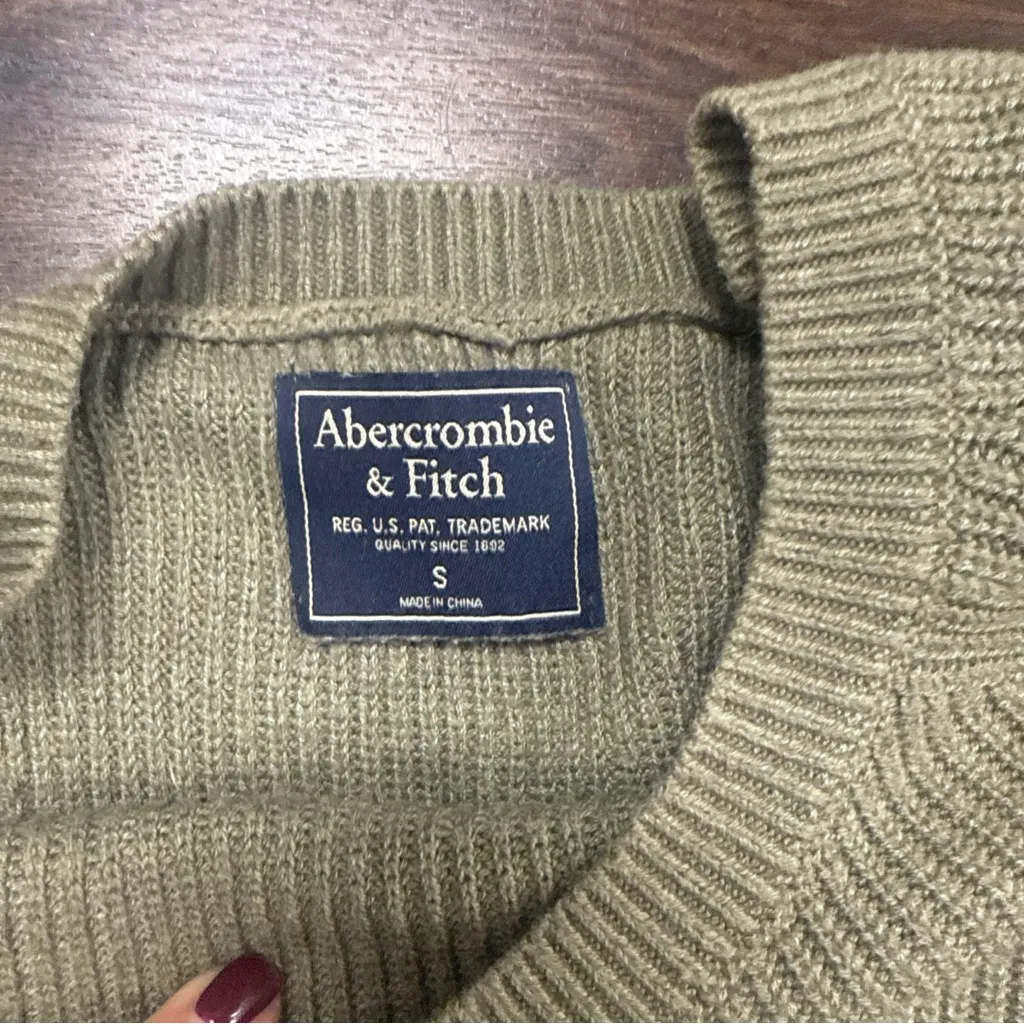 Abercrombie
& Fitch
REG. U.S. PAT. TRADEMARK
QUALITY SINCE 1892
S
MADE IN CHINA